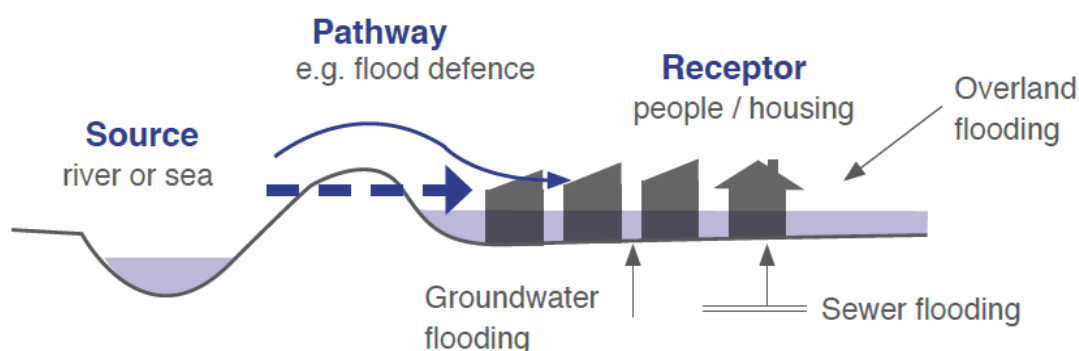 Pathway
e.g. flood defence
Receptor
people / housing
Overland
flooding
Source
river or sea
Groundwater
flooding
Sewer flooding